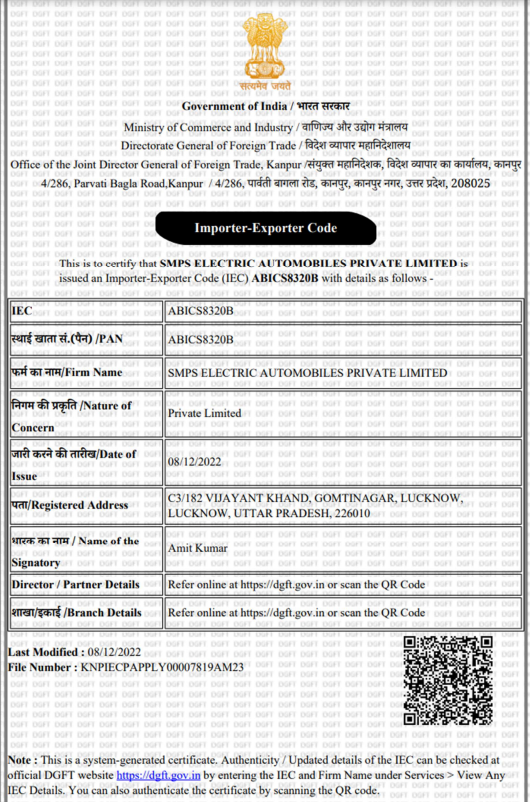 सत्यमेव जयते
Government of India / भारत सरकार
Ministry of Commerce and Industry / वाणिज्य और उद्योग मंत्रालय
Directorate General of Foreign Trade / विदेश व्यापार महानिदेशालय
Office of the Joint Director General of Foreign Trade, Kanpur /संयुक्त महानिदेशक, विदेश व्यापार का कार्यालय, कानपुर
4/286, Parvati Bagla Road,Kanpur / 4/286, पार्वती बागला रोड, कानपुर, कानपुर नगर, उत्तर प्रदेश, 208025
Importer-Exporter Code
This is to certify that SMPS ELECTRIC AUTOMOBILES PRIVATE LIMITED is
issued an Importer-Exporter Code (IEC) ABICS8320B with details as follows -
IEC ABICS8320B
स्थाई खाता सं.(पैन) /PAN ABICS8320B
फर्म का नाम/Firm Name SMPS ELECTRIC AUTOMOBILES PRIVATE LIMITED
निगम की प्रकृति /Nature of
Concern
Private Limited
जारी करने की तारीख/Date of
Issue
08/12/2022
पता/Registered Address
C3/182 VIJAYANT KHAND, GOMTINAGAR, LUCKNOW,
LUCKNOW, UTTAR PRADESH, 226010
धारक का नाम / Name of the
Signatory
Amit Kumar
Director / Partner Details Refer online at https://dgft.gov.in or scan the QR Code
शाखा/इकाई /Branch Details Refer online at https://dgft.gov.in or scan the QR Code
Last Modified : 08/12/2022
File Number : KNPIECPAPPLY00007819AM23
Note : This is a system-generated certificate. Authenticity / Updated details of the IEC can be checked at
official DGFT website https://dgft.gov.in by entering the IEC and Firm Name under Services > View Any
IEC Details. You can also authenticate the certificate by scanning the QR code.